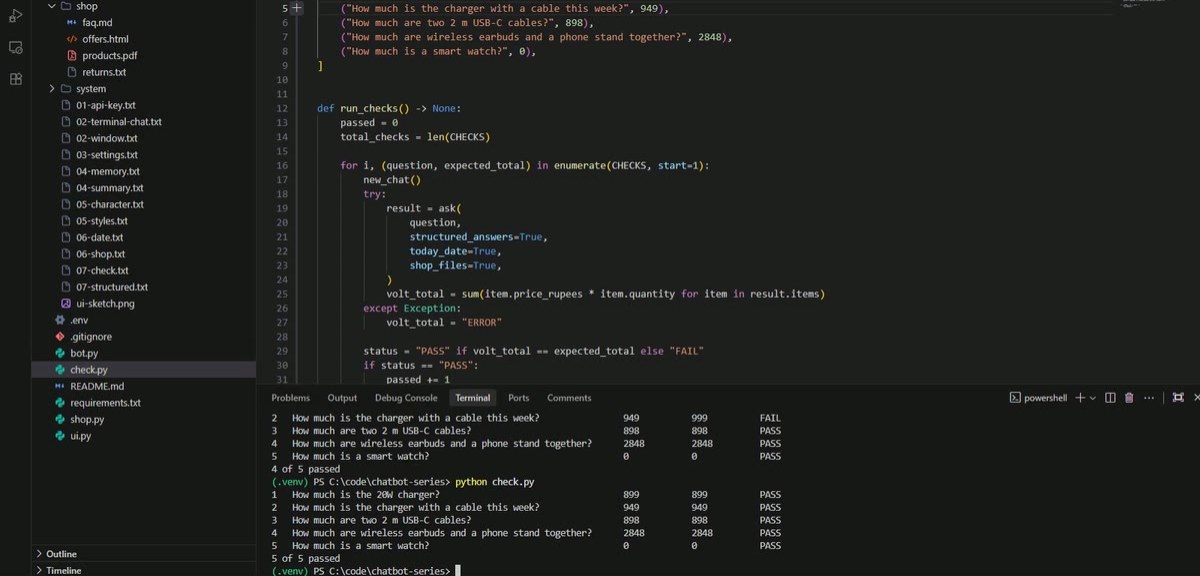 shop
faq.md
offers.html
products.pdf
returns.txt
system
01-api-key.txt
02-terminal-chat.txt
02-window.txt
03-settings.txt
04-memory.txt
04-summary.txt
05-character.txt
05-styles.txt
06-date.txt
06-shop.txt
07-check.txt
07-structured.txt
ui-sketch.png
.env
.gitignore
bot.py
check.py
README.md
requirements.txt
shop.py
ui.py
Outline
Timeline
5 ("How much is the charger with a cable this week?", 949),
6 ("How much are two 2 m USB-C cables?", 898),
7 ("How much are wireless earbuds and a phone stand together?", 2848),
8 ("How much is a smart watch?", 0),
9 ]
10
11
12 def run_checks() -> None:
13 passed = 0
14 total_checks = len(CHECKS)
15
16 for i, (question, expected_total) in enumerate(CHECKS, start=1):
17 new_chat()
18 try:
19 result = ask(
20 question,
21 structured_answers=True,
22 today_date=True,
23 shop_files=True,
24 )
25 volt_total = sum(item.price_rupees * item.quantity for item in result.items)
26 except Exception:
27 volt_total = "ERROR"
28
29 status = "PASS" if volt_total == expected_total else "FAIL"
30 if status == "PASS":
31 passed += 1
Problems Output Debug Console Terminal Ports Comments powershell
2 How much is the charger with a cable this week? 949 999 FAIL
3 How much are two 2 m USB-C cables? 898 898 PASS
4 How much are wireless earbuds and a phone stand together? 2848 2848 PASS
5 How much is a smart watch? 0 0 PASS
4 of 5 passed
(.venv) PS C:\code\chatbot-series> python check.py
1 How much is the 20W charger? 899 899 PASS
2 How much is the charger with a cable this week? 949 949 PASS
3 How much are two 2 m USB-C cables? 898 898 PASS
4 How much are wireless earbuds and a phone stand together? 2848 2848 PASS
5 How much is a smart watch? 0 0 PASS
5 of 5 passed
(.venv) PS C:\code\chatbot-series>